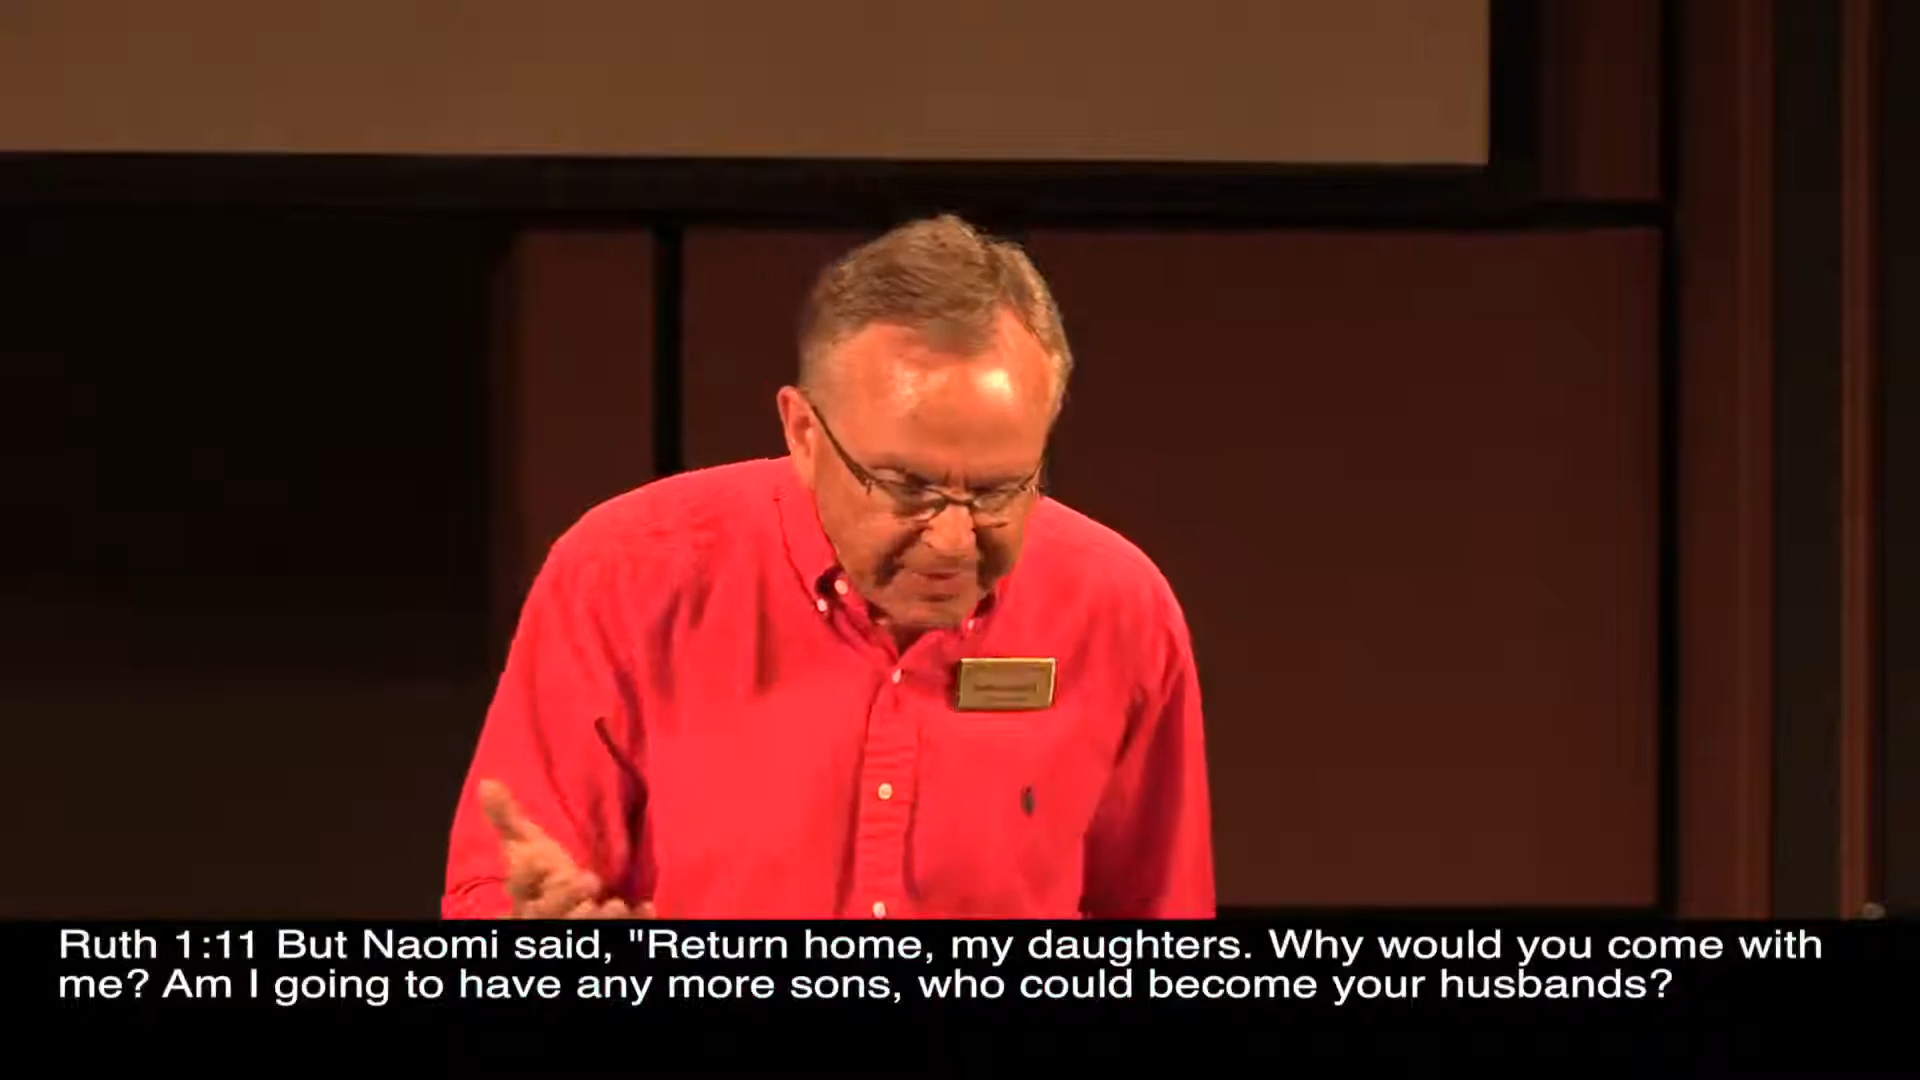 Ruth 1:11 But Naomi said, "Return home, my daughters. Why would you come with
me? Am I going to have any more sons, who could become your husbands?